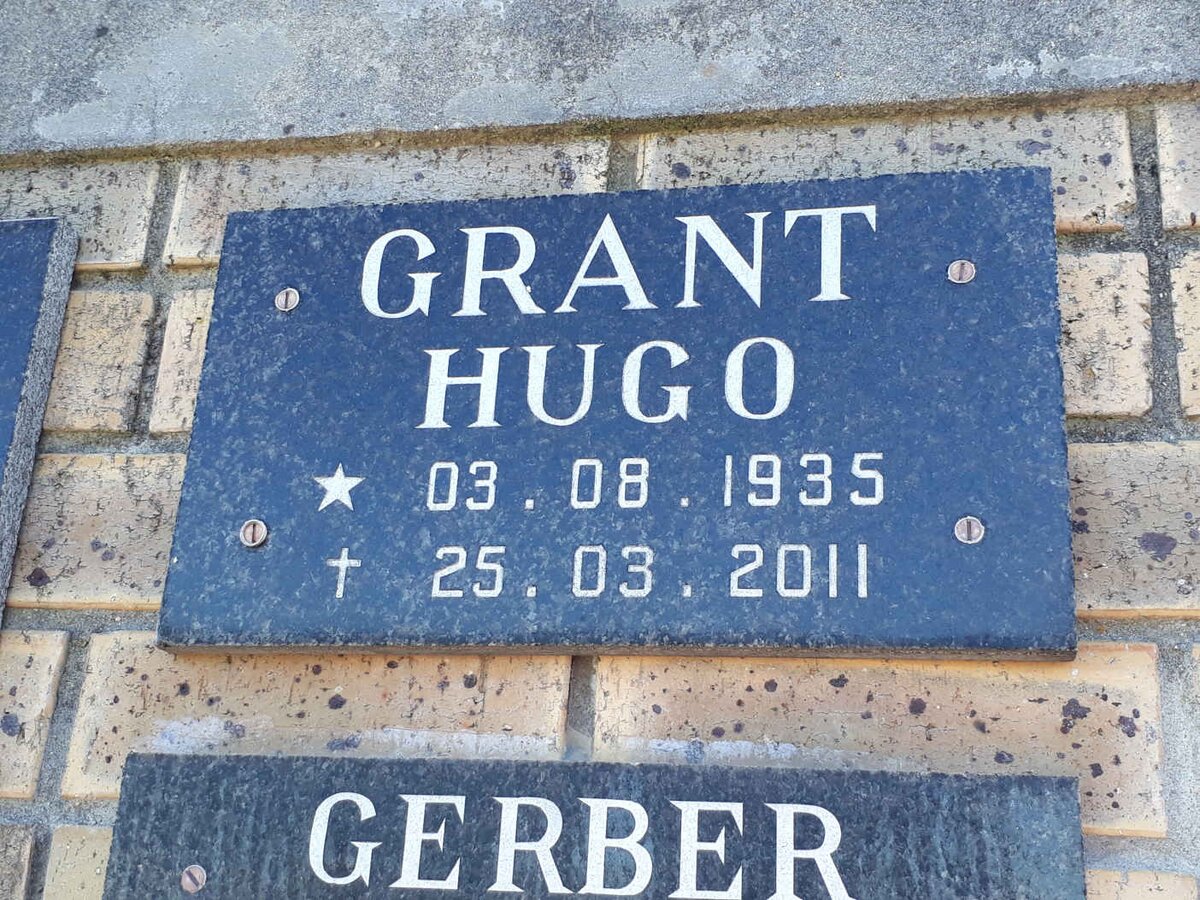 GRANT
HUGO
★ 03.08.1935
✝ 25.03.2011
GERBER